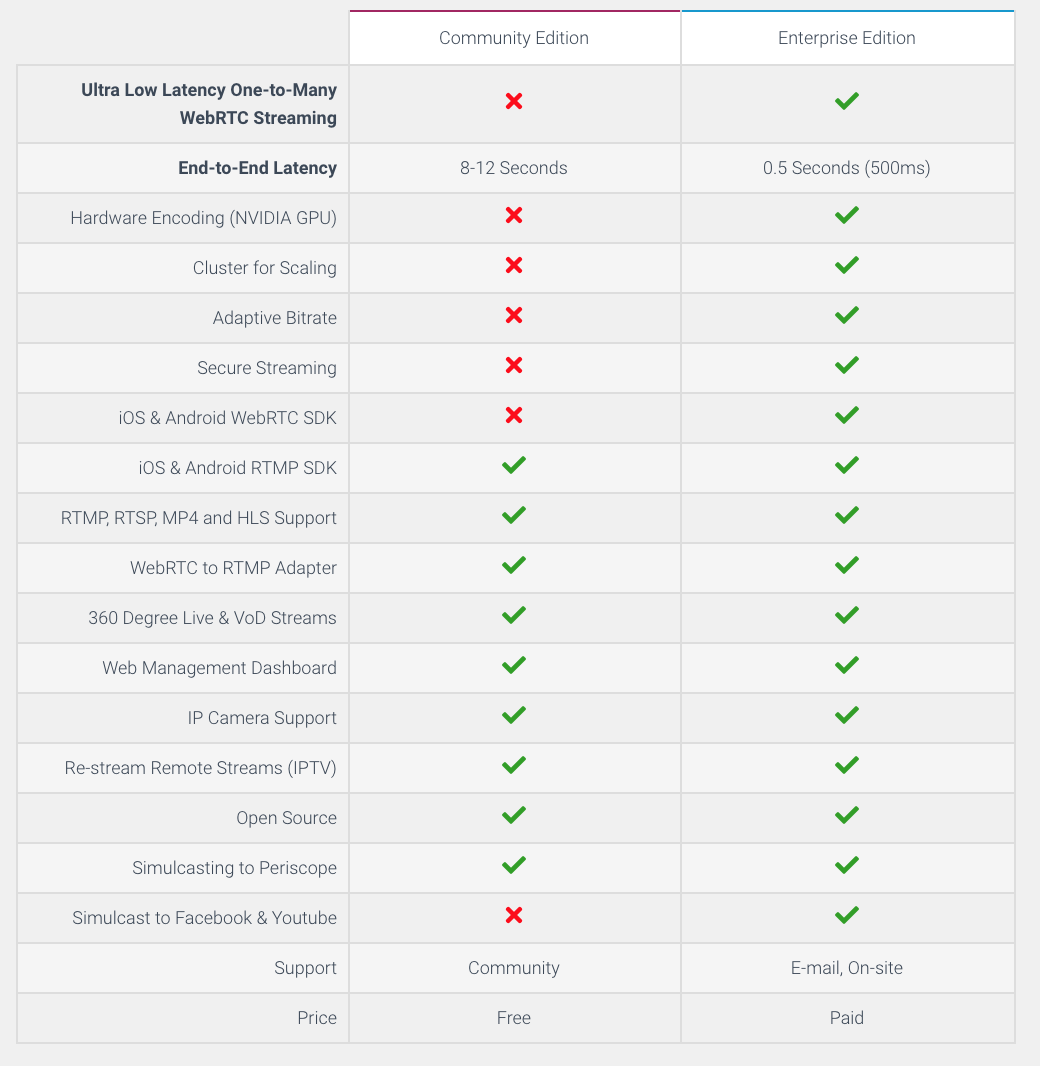 Community Edition
Enterprise Edition
Ultra Low Latency One-to-Many
WebRTC Streaming
End-to-End Latency
8-12 Seconds
0.5 Seconds (500ms)
Hardware Encoding (NVIDIA GPU)
Cluster for Scaling
Adaptive Bitrate
Secure Streaming
iOS & Android WebRTC SDK
iOS & Android RTMP SDK
RTMP, RTSP, MP4 and HLS Support
WebRTC to RTMP Adapter
360 Degree Live & VoD Streams
Web Management Dashboard
IP Camera Support
Re-stream Remote Streams (IPTV)
Open Source
Simulcasting to Periscope
Simulcast to Facebook & Youtube
Support
Community
E-mail, On-site
Price
Free
Paid